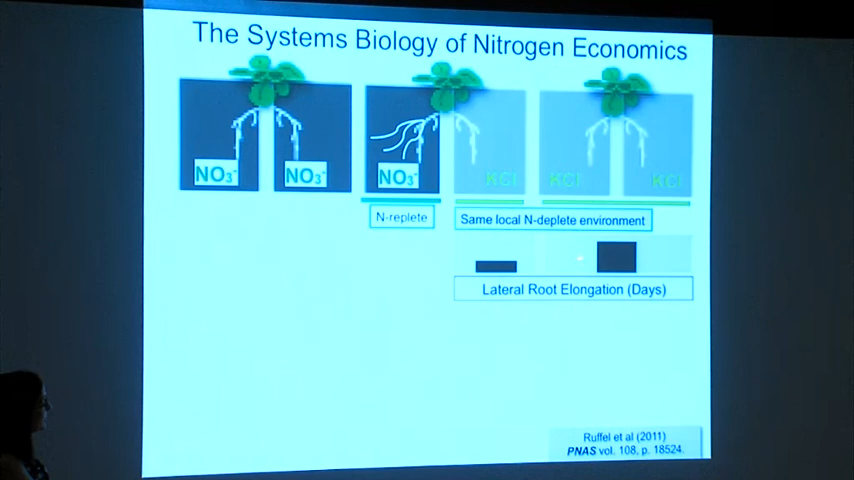 The Systems Biology of Nitrogen Economics
NO3-
NO3-
NO3-
KCl
KCl
KCl
N-replete
Same local N-deplete environment
Lateral Root Elongation (Days)
Ruffel et al (2011)
PNAS vol. 108, p. 18524.